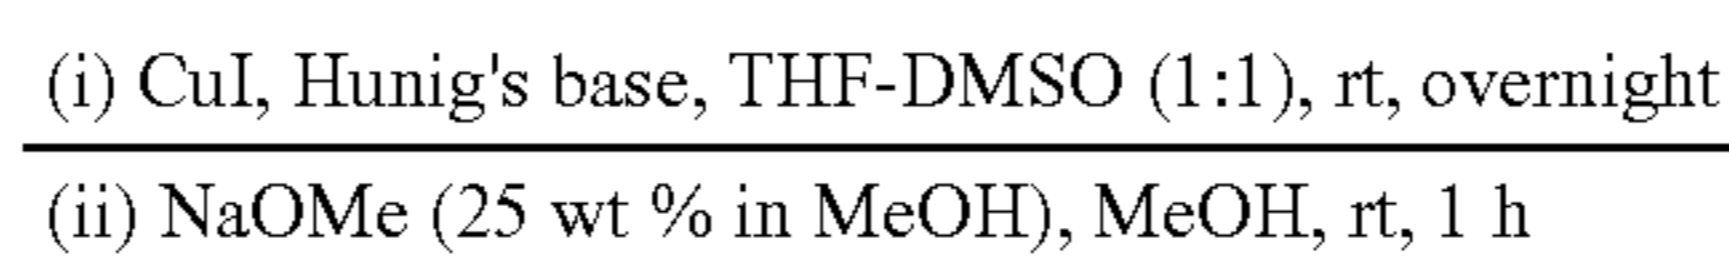 (i) CuI, Hunig's base, THF-DMSO (1:1), rt, overnight
(ii) NaOMe (25 wt % in MeOH), MeOH, rt, 1 h